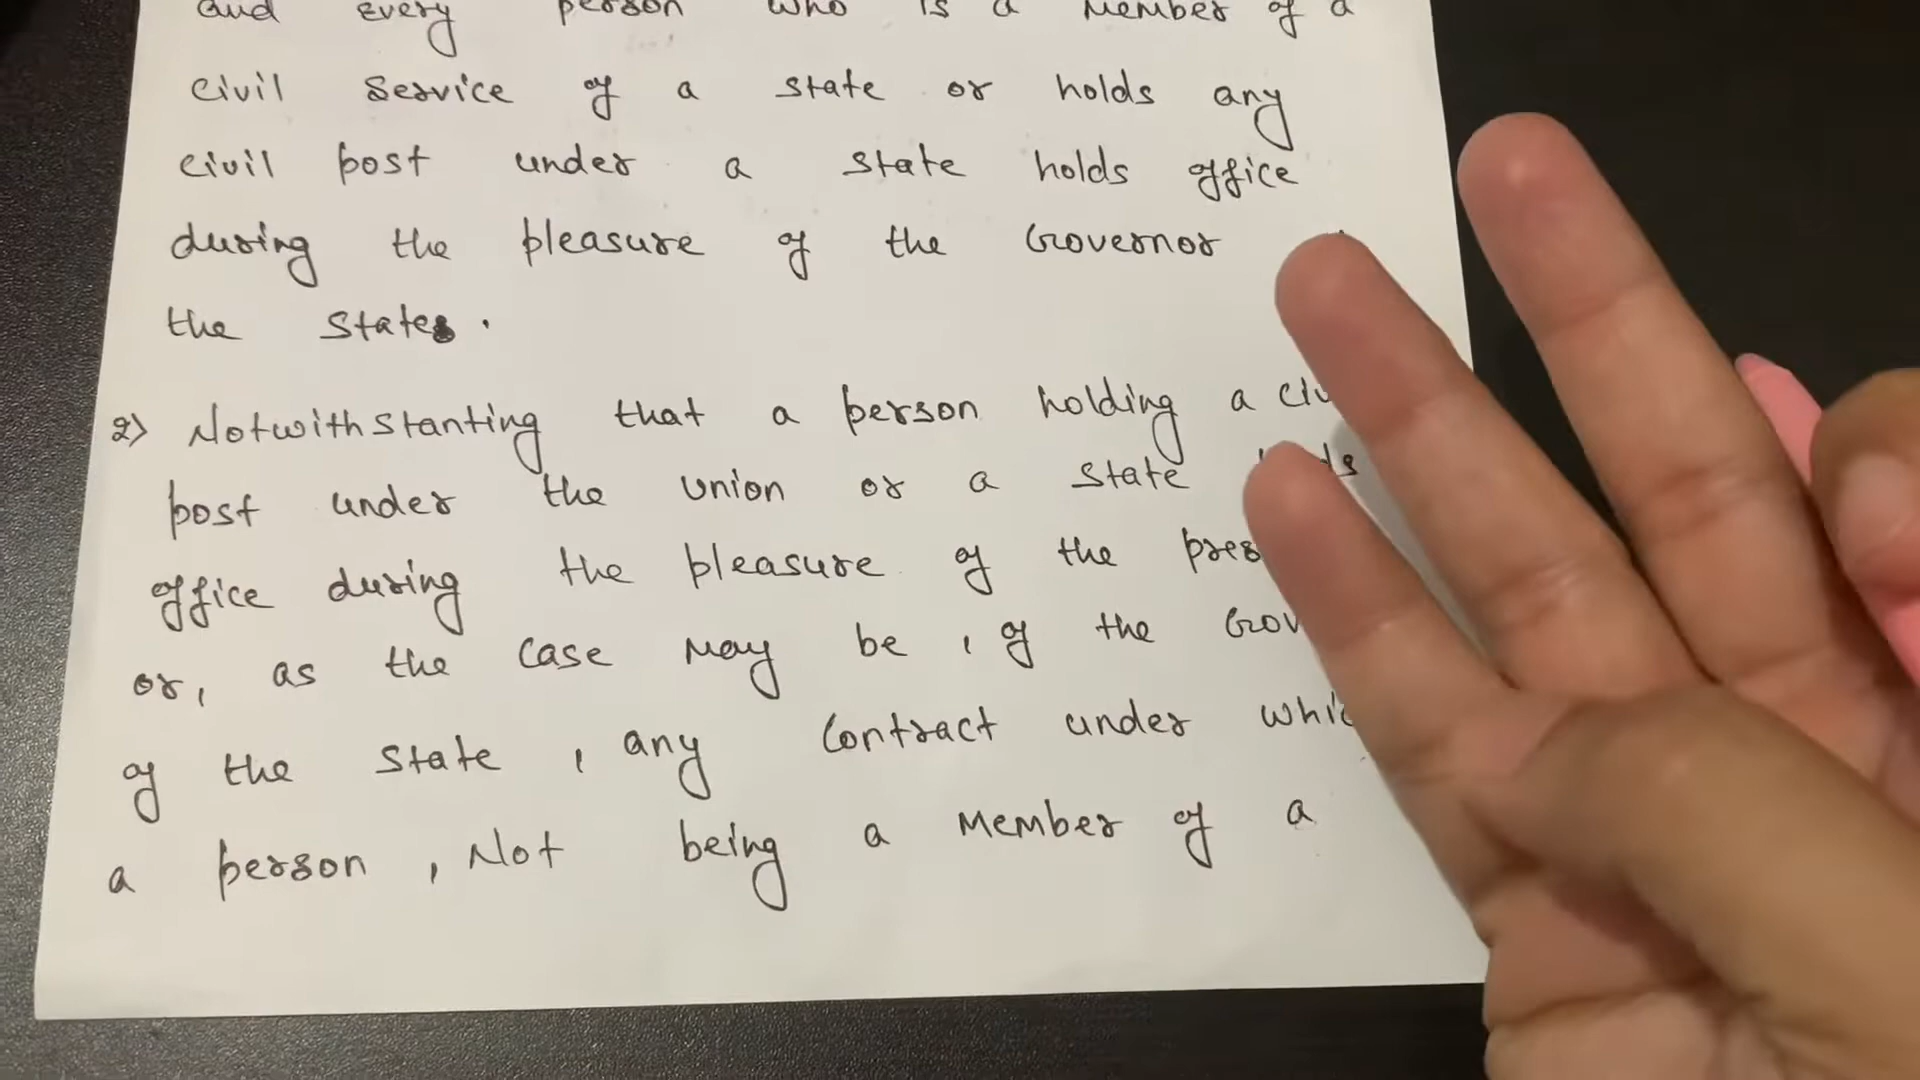 and every person who is a Member of a
civil service of a state or holds any
civil post under a state holds office
during the pleasure of the Governor
the state.
2) Notwithstanting that a person holding a
post under the union or a state
office during the pleasure of the
or, as the case may be, of the
of the state, any contract under
a person, Not being a Member of a